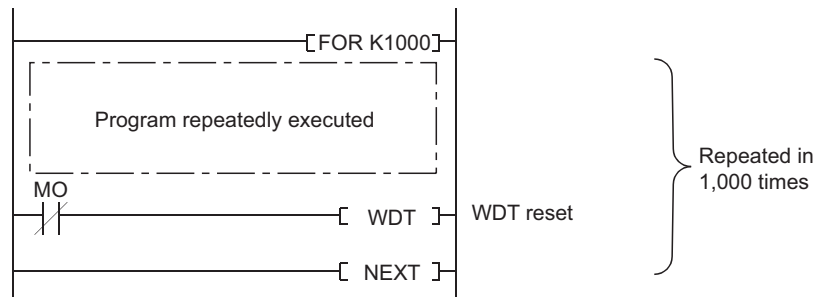 FOR K1000
Program repeatedly executed
MO
WDT
WDT reset
NEXT
Repeated in
1,000 times